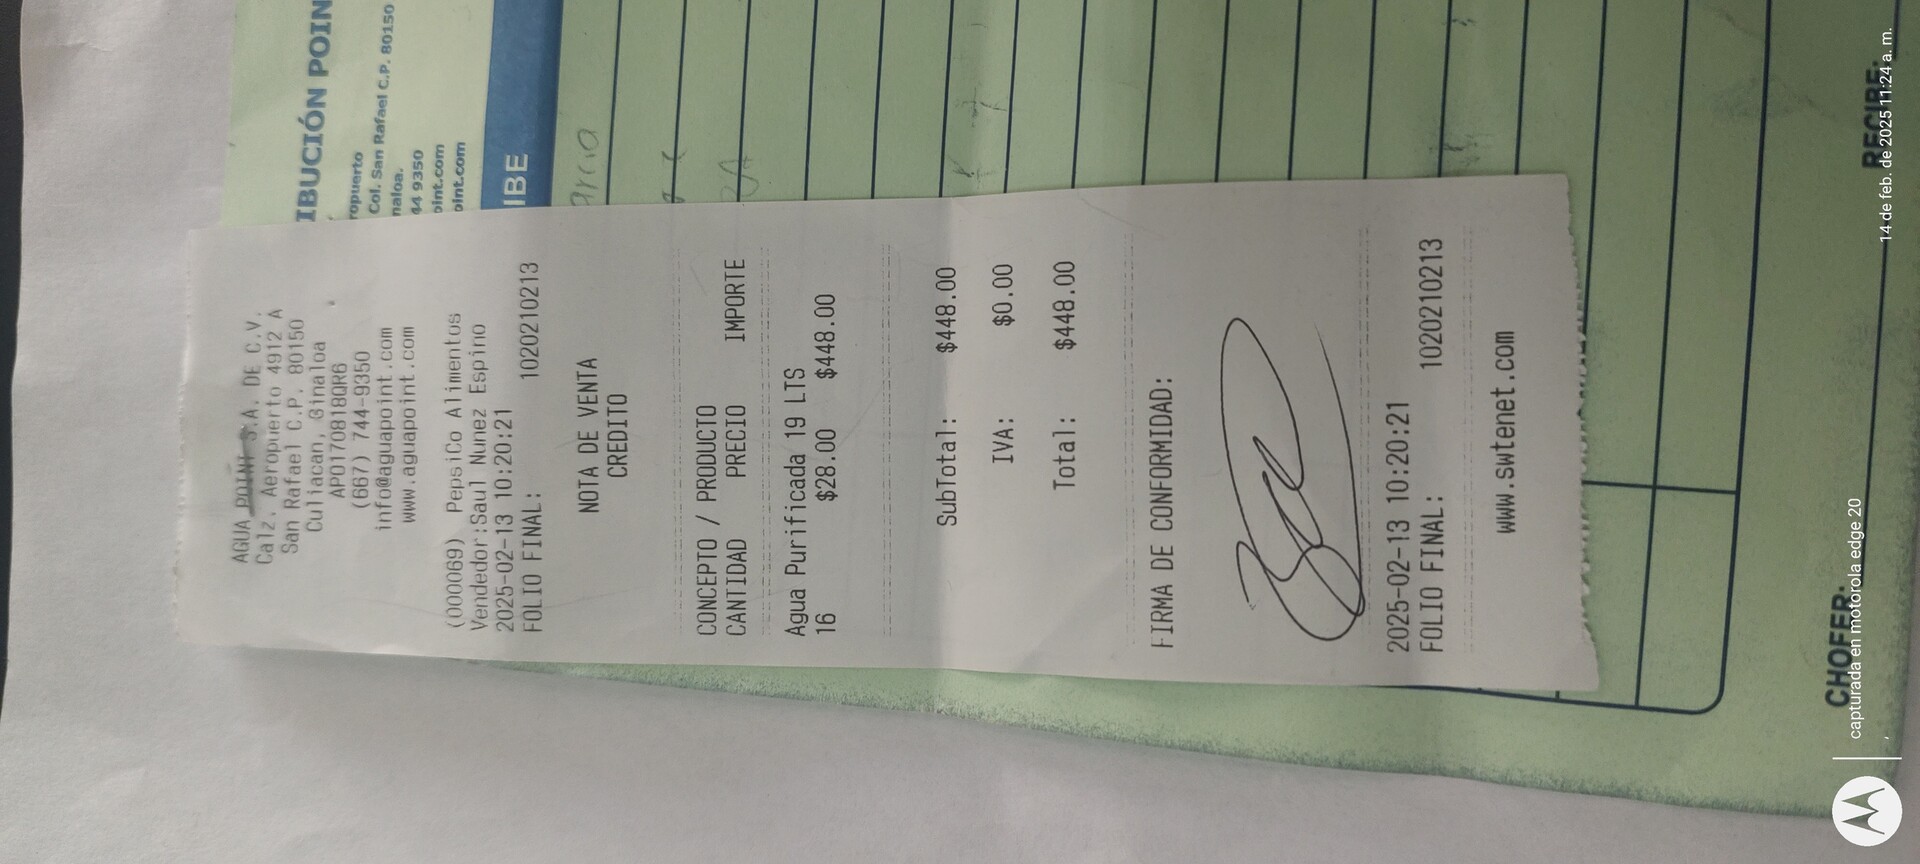 AGUA POINT S.A. DE C.V.
Calz. Aeropuerto 4912 A
San Rafael C.P. 80150
Culiacan, Sinaloa
APO170818QR6
(667) 744-9350
info@aguapoint.com
www.aguapoint.com
(000069) PepsiCo Alimentos
Vendedor:Saul Nunez Espino
2025-02-13 10:20:21
FOLIO FINAL: 1020210213
NOTA DE VENTA
CREDITO
CONCEPTO / PRODUCTO
CANTIDAD PRECIO IMPORTE
Agua Purificada 19 LTS
16 $28.00 $448.00
SubTotal: $448.00
IVA: $0.00
Total: $448.00
FIRMA DE CONFORMIDAD:
2025-02-13 10:20:21
FOLIO FINAL: 1020210213
www.swtenet.com
IBUCIÓN POIN
ropuerto
Col. San Rafael C.P. 80150
naloa.
44 9350
oint.com
oint.com
IBE
CHOFER:
RECIBE:
capturada en motorola edge 20
14 de feb. de 2025 11:24 a. m.